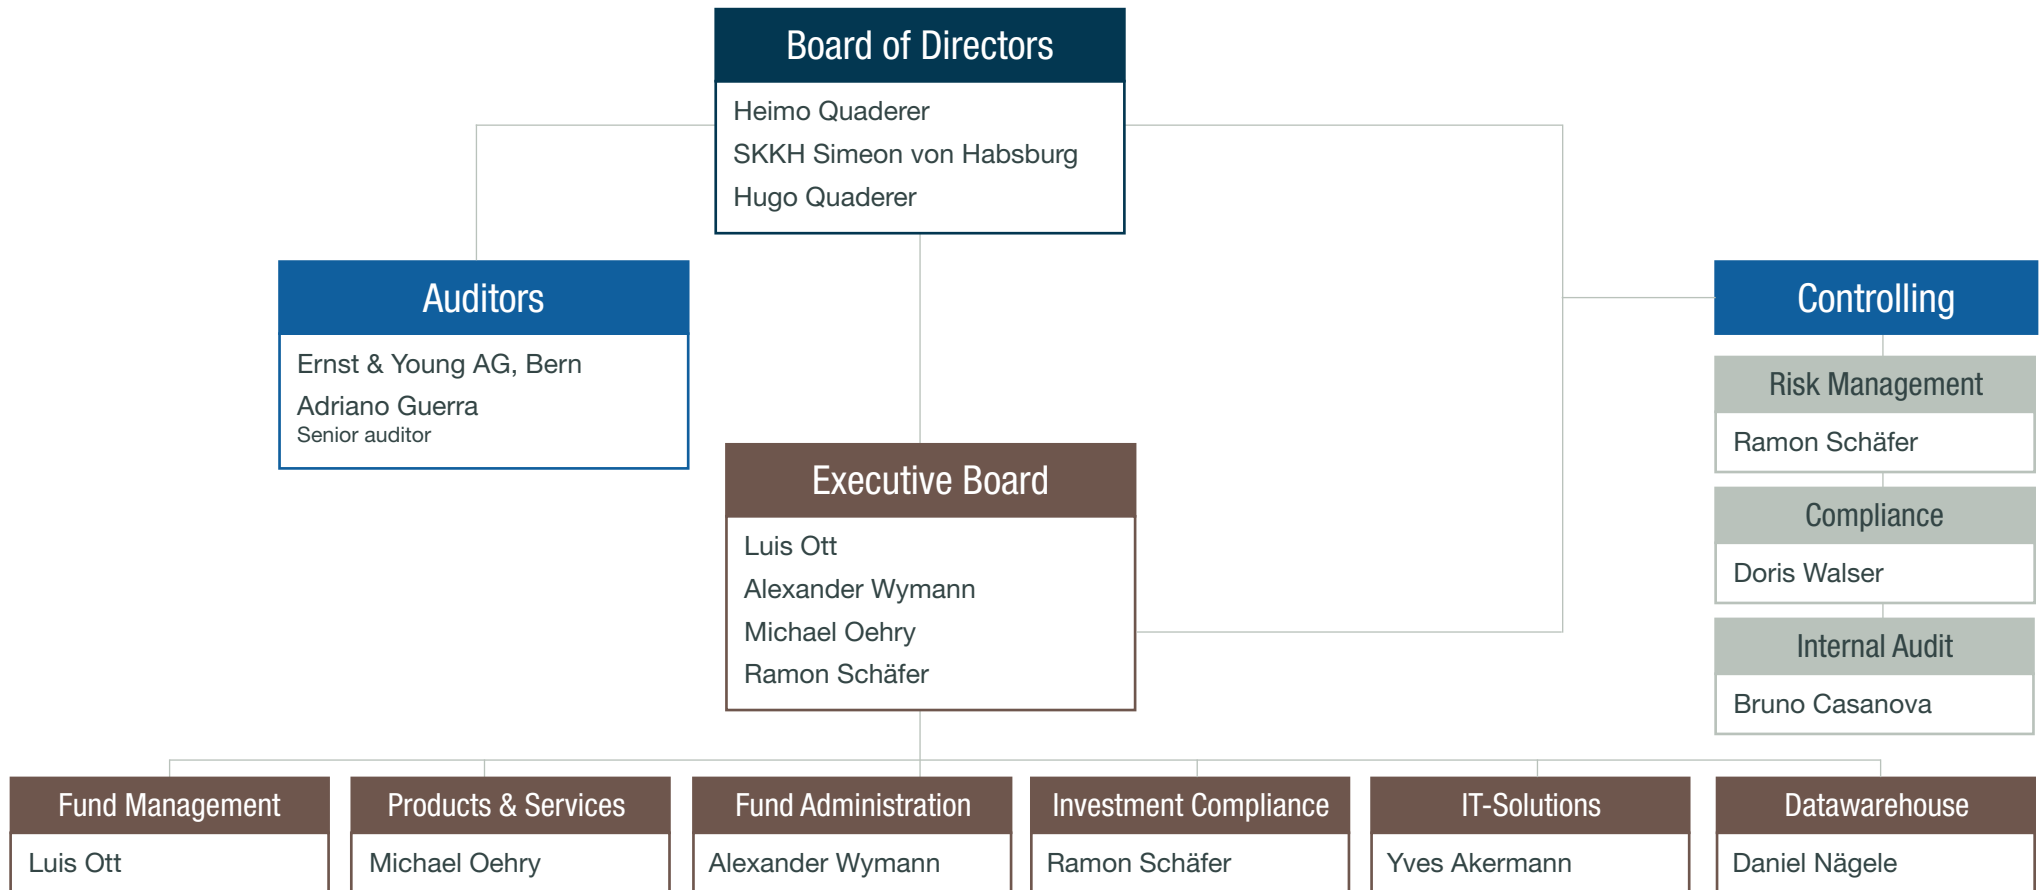 Board of Directors
Heimo Quaderer
SKKH Simeon von Habsburg
Hugo Quaderer
Auditors
Ernst & Young AG, Bern
Adriano Guerra
Senior auditor
Controlling
Risk Management
Ramon Schäfer
Compliance
Doris Walser
Internal Audit
Bruno Casanova
Executive Board
Luis Ott
Alexander Wymann
Michael Oehry
Ramon Schäfer
Fund Management
Luis Ott
Products & Services
Michael Oehry
Fund Administration
Alexander Wymann
Investment Compliance
Ramon Schäfer
IT-Solutions
Yves Akermann
Datawarehouse
Daniel Nägele